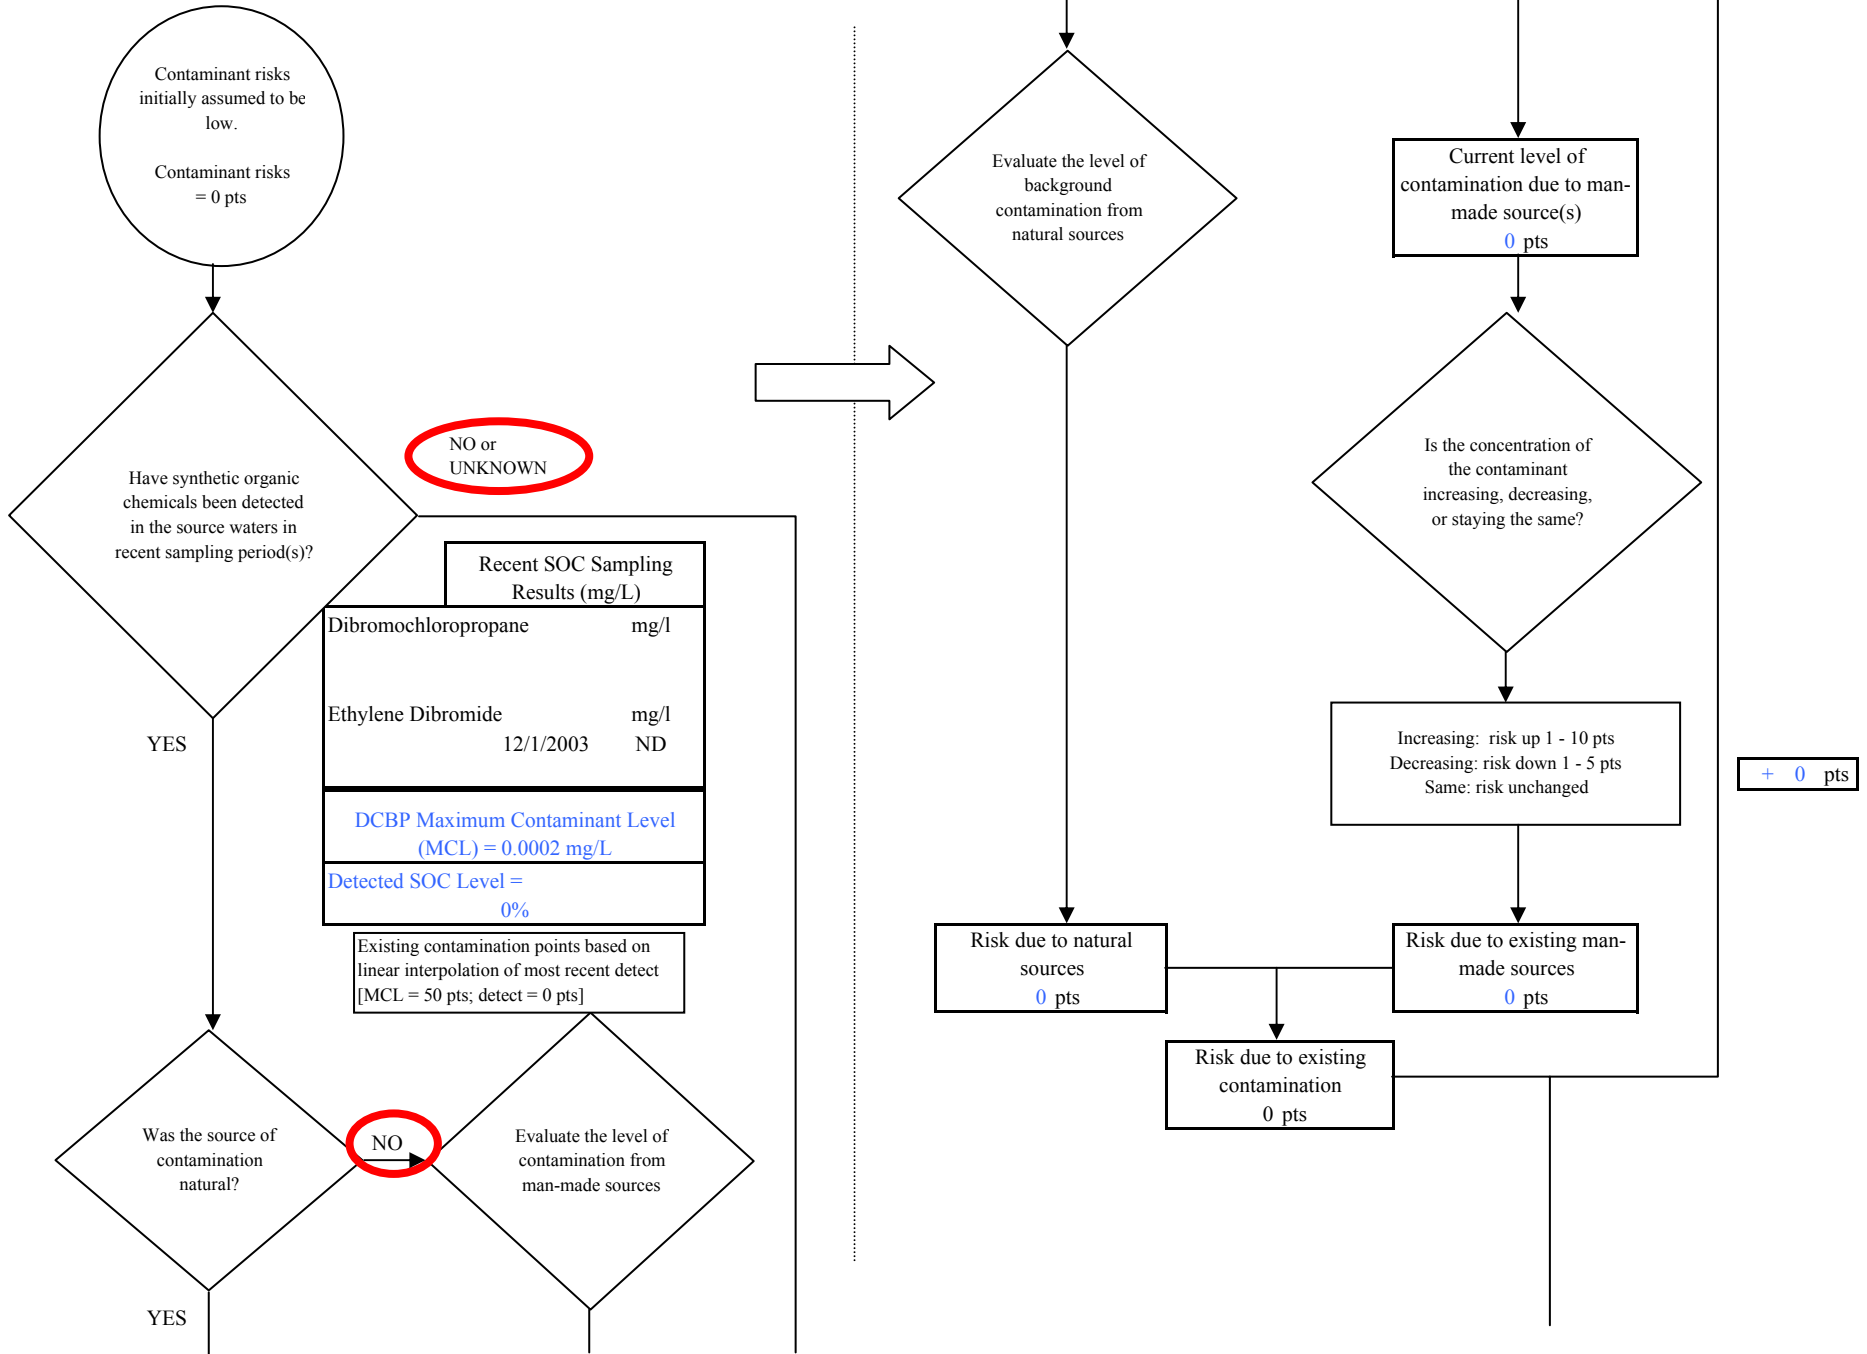 Contaminant risks
initially assumed to be
low.
Contaminant risks
= 0 pts
Have synthetic organic
chemicals been detected
in the source waters in
recent sampling period(s)?
NO or
UNKNOWN
YES
Recent SOC Sampling
Results (mg/L)
Dibromochloropropane mg/l
Ethylene Dibromide mg/l
12/1/2003 ND
DCBP Maximum Contaminant Level
(MCL) = 0.0002 mg/L
Detected SOC Level =
0%
Existing contamination points based on
linear interpolation of most recent detect
[MCL = 50 pts; detect = 0 pts]
Was the source of
contamination
natural?
NO
Evaluate the level of
contamination from
man-made sources
YES
Evaluate the level of
background
contamination from
natural sources
Current level of
contamination due to man-
made source(s)
0 pts
Is the concentration of
the contaminant
increasing, decreasing,
or staying the same?
Increasing: risk up 1 - 10 pts
Decreasing: risk down 1 - 5 pts
Same: risk unchanged
+ 0 pts
Risk due to natural
sources
0 pts
Risk due to existing man-
made sources
0 pts
Risk due to existing
contamination
0 pts